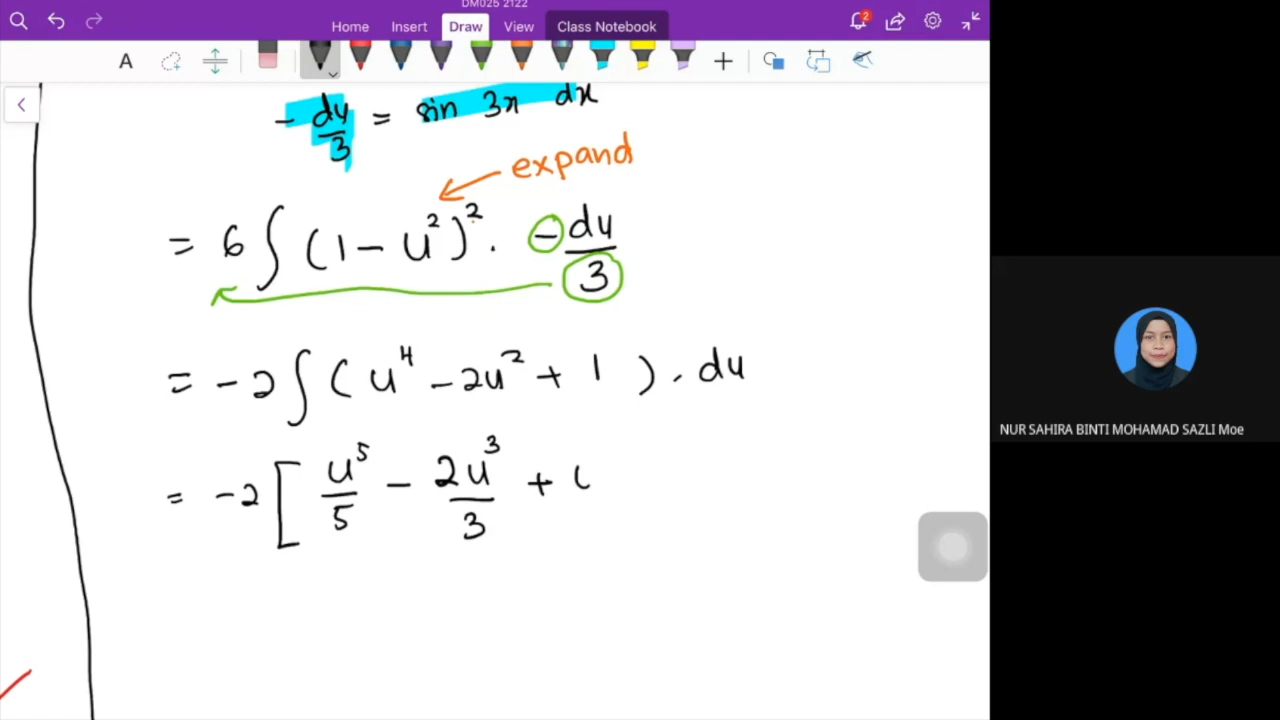 DM025 2122
Home Insert Draw View Class Notebook
2
A
- du/3 = sin 3x dx
expand
= 6 ∫ (1 - u²)² . - du/3
= -2 ∫ (u⁴ - 2u² + 1) . du
= -2 [ u⁵/5 - 2u³/3 + 
NUR SAHIRA BINTI MOHAMAD SAZLI Moe